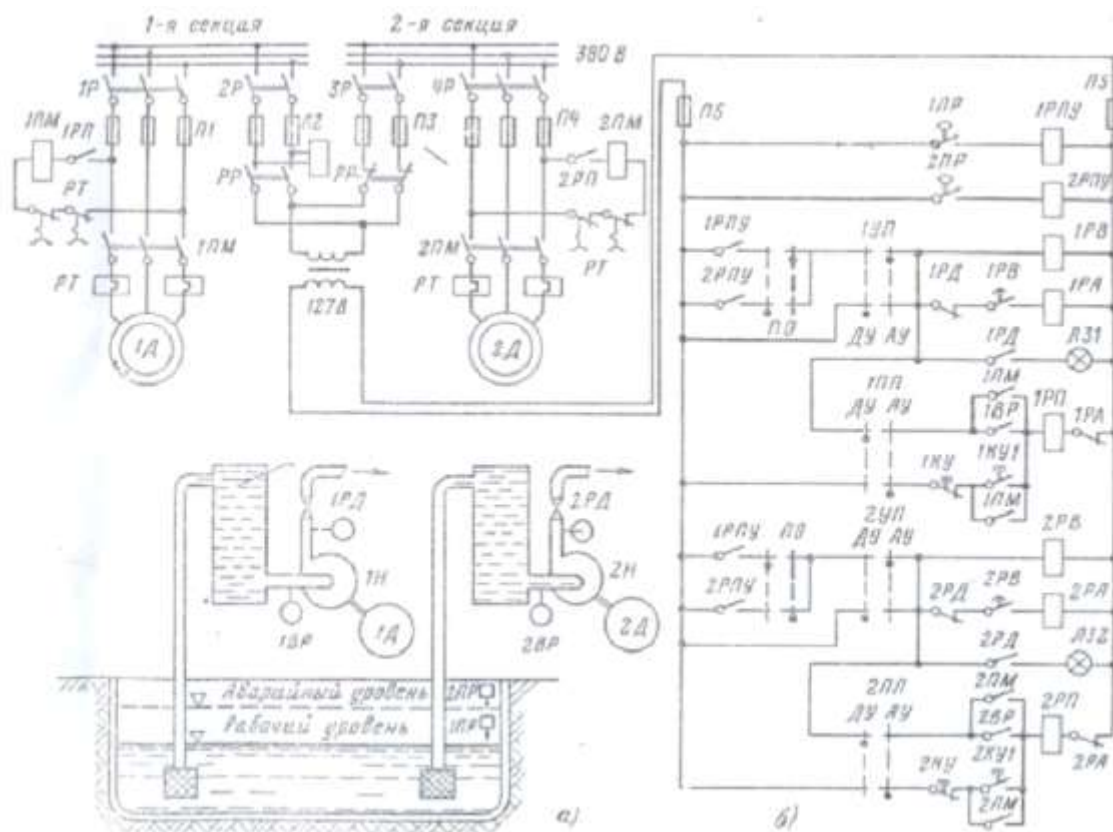 1-я секция
2-я секция
380 В
1Р
2Р
3Р
4Р
1ПМ
1РП
П1
П2
П3
П4
2ПМ
2РП
РР
РР
РТ
РТ
1ПМ
2ПМ
РТ
РТ
127В
1Д
2Д
П5
П5
1ПР
1РПУ
2ПР
2РПУ
1РПУ
1УП
1РВ
2РПУ
1РД
1РВ
1РА
ПО
ДУ АУ
1РД
ЛЗ1
1ПП
1ПМ
ДУ АУ
1ВР
1РП
1РА
1КУ
1КУ1
1ПМ
1РПУ
ПО
2УП
ДУ АУ
2РВ
2РПУ
2РД
2РВ
2РА
2РД
ЛЗ2
2ПП
2ПМ
ДУ АУ
2ВР
2РП
2КУ1
2РА
2КУ
2ПМ
1РД
2РД
1Н
2Н
1ВР
1Д
2ВР
2Д
Аварийный уровень
2ПР
Рабочий уровень
1ПР
а)
б)